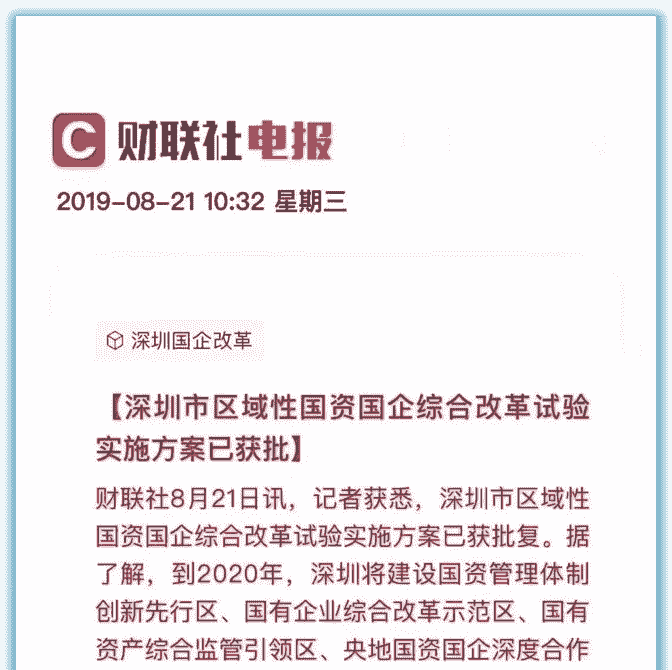 C 财联社电报
2019-08-21 10:32 星期三
深圳国企改革
【深圳市区域性国资国企综合改革试验
实施方案已获批】
财联社8月21日讯，记者获悉，深圳市区域性
国资国企综合改革试验实施方案已获批复。据
了解，到2020年，深圳将建设国资管理体制
创新先行区、国有企业综合改革示范区、国有
资产综合监管引领区、央地国资国企深度合作